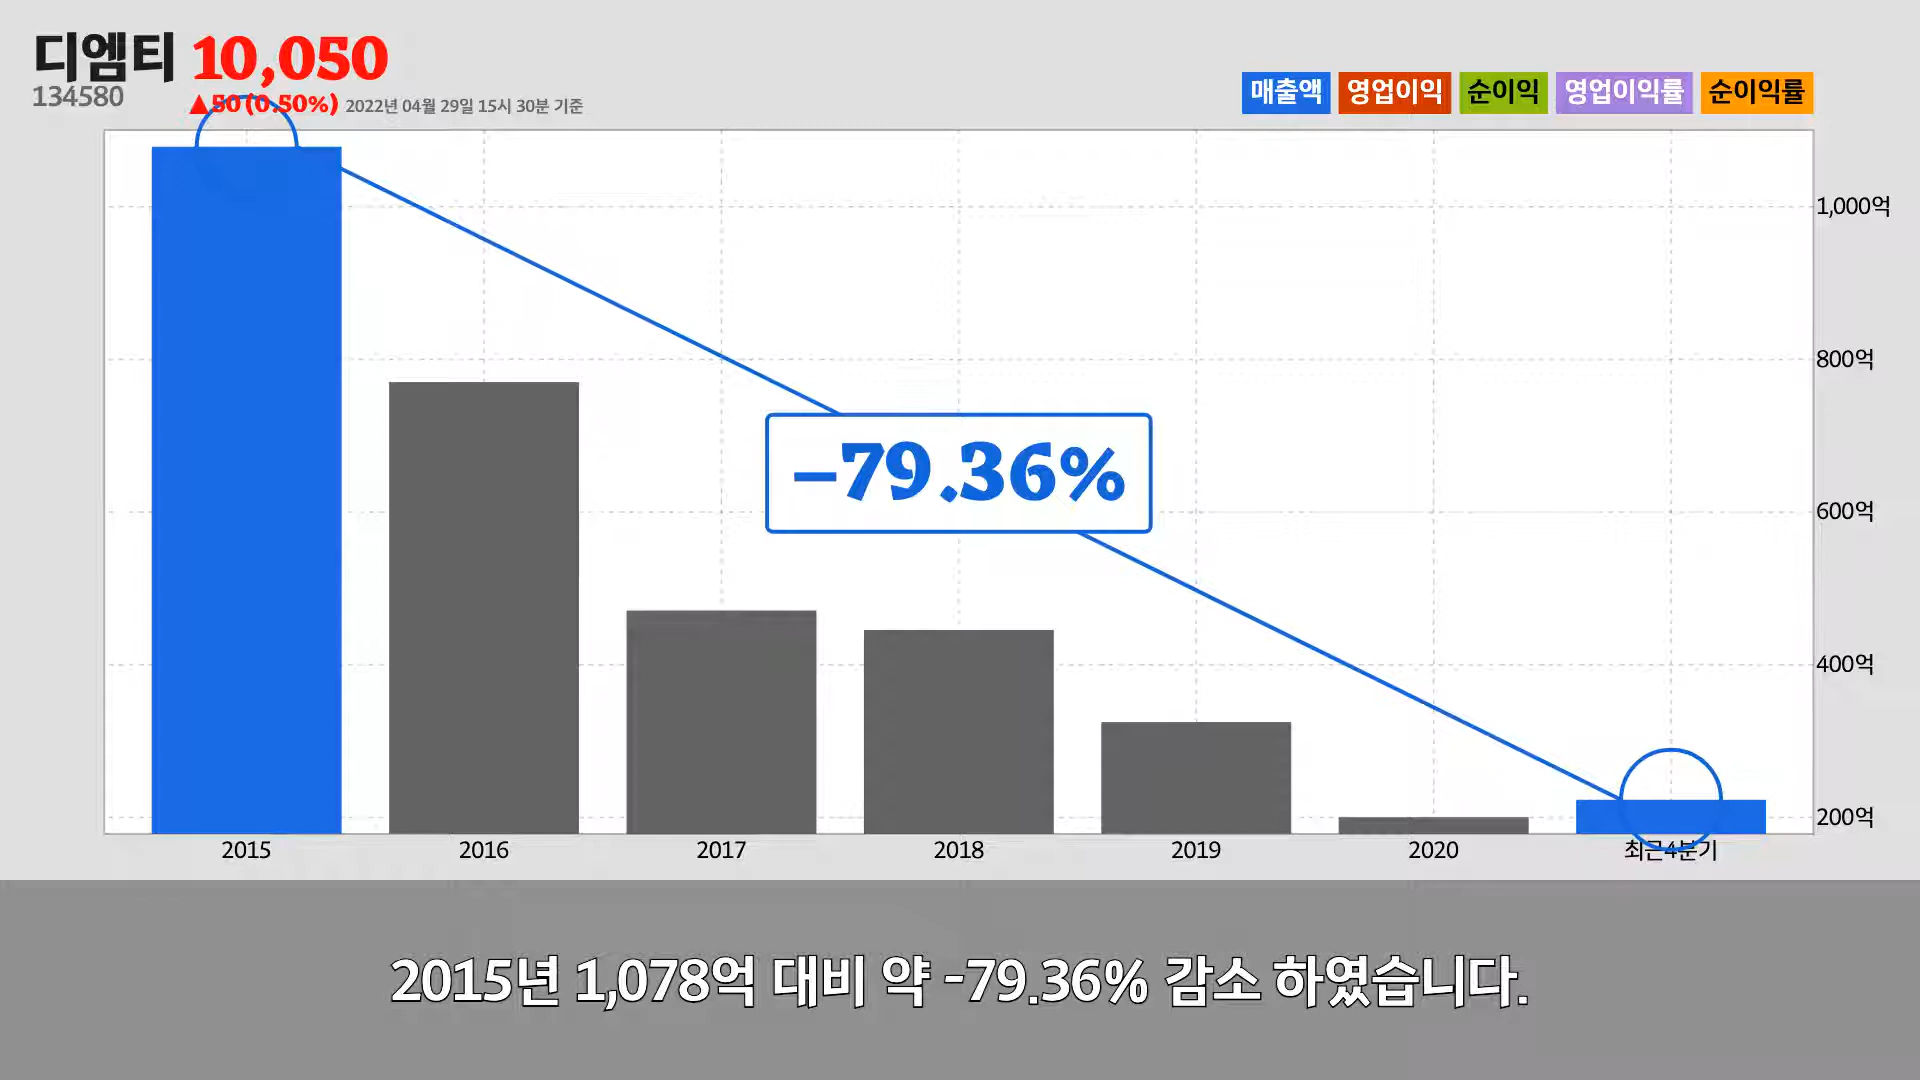 디엠티 10,050
134580
▲50 (0.50%) 2022년 04월 29일 15시 30분 기준
매출액 영업이익 순이익 영업이익률 순이익률
1,000억
800억
600억
400억
200억
-79.36%
2015 2016 2017 2018 2019 2020 최근4분기
2015년 1,078억 대비 약 -79.36% 감소 하였습니다.